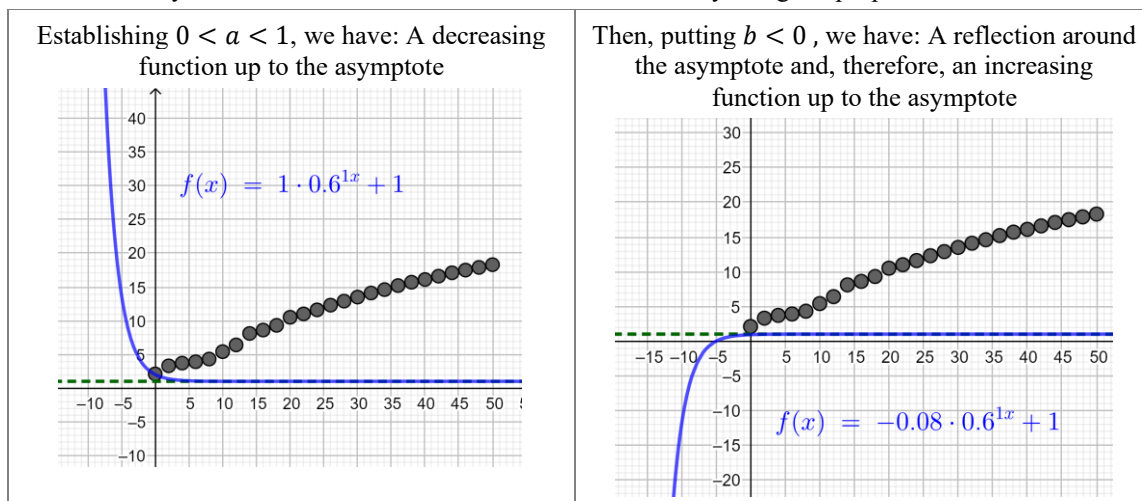 Establishing 0 < a < 1, we have: A decreasing
function up to the asymptote
40
35
30
25
20
15
10
5
−10 −5 5 10 15 20 25 30 35 40 45 50
−5
−10
f(x) = 1 · 0.6^{1x} + 1
Then, putting b < 0 , we have: A reflection around
the asymptote and, therefore, an increasing
function up to the asymptote
30
25
20
15
10
5
−15 −10 −5 5 10 15 20 25 30 35 40 45 50
−5
−10
−15
−20
f(x) = −0.08 · 0.6^{1x} + 1